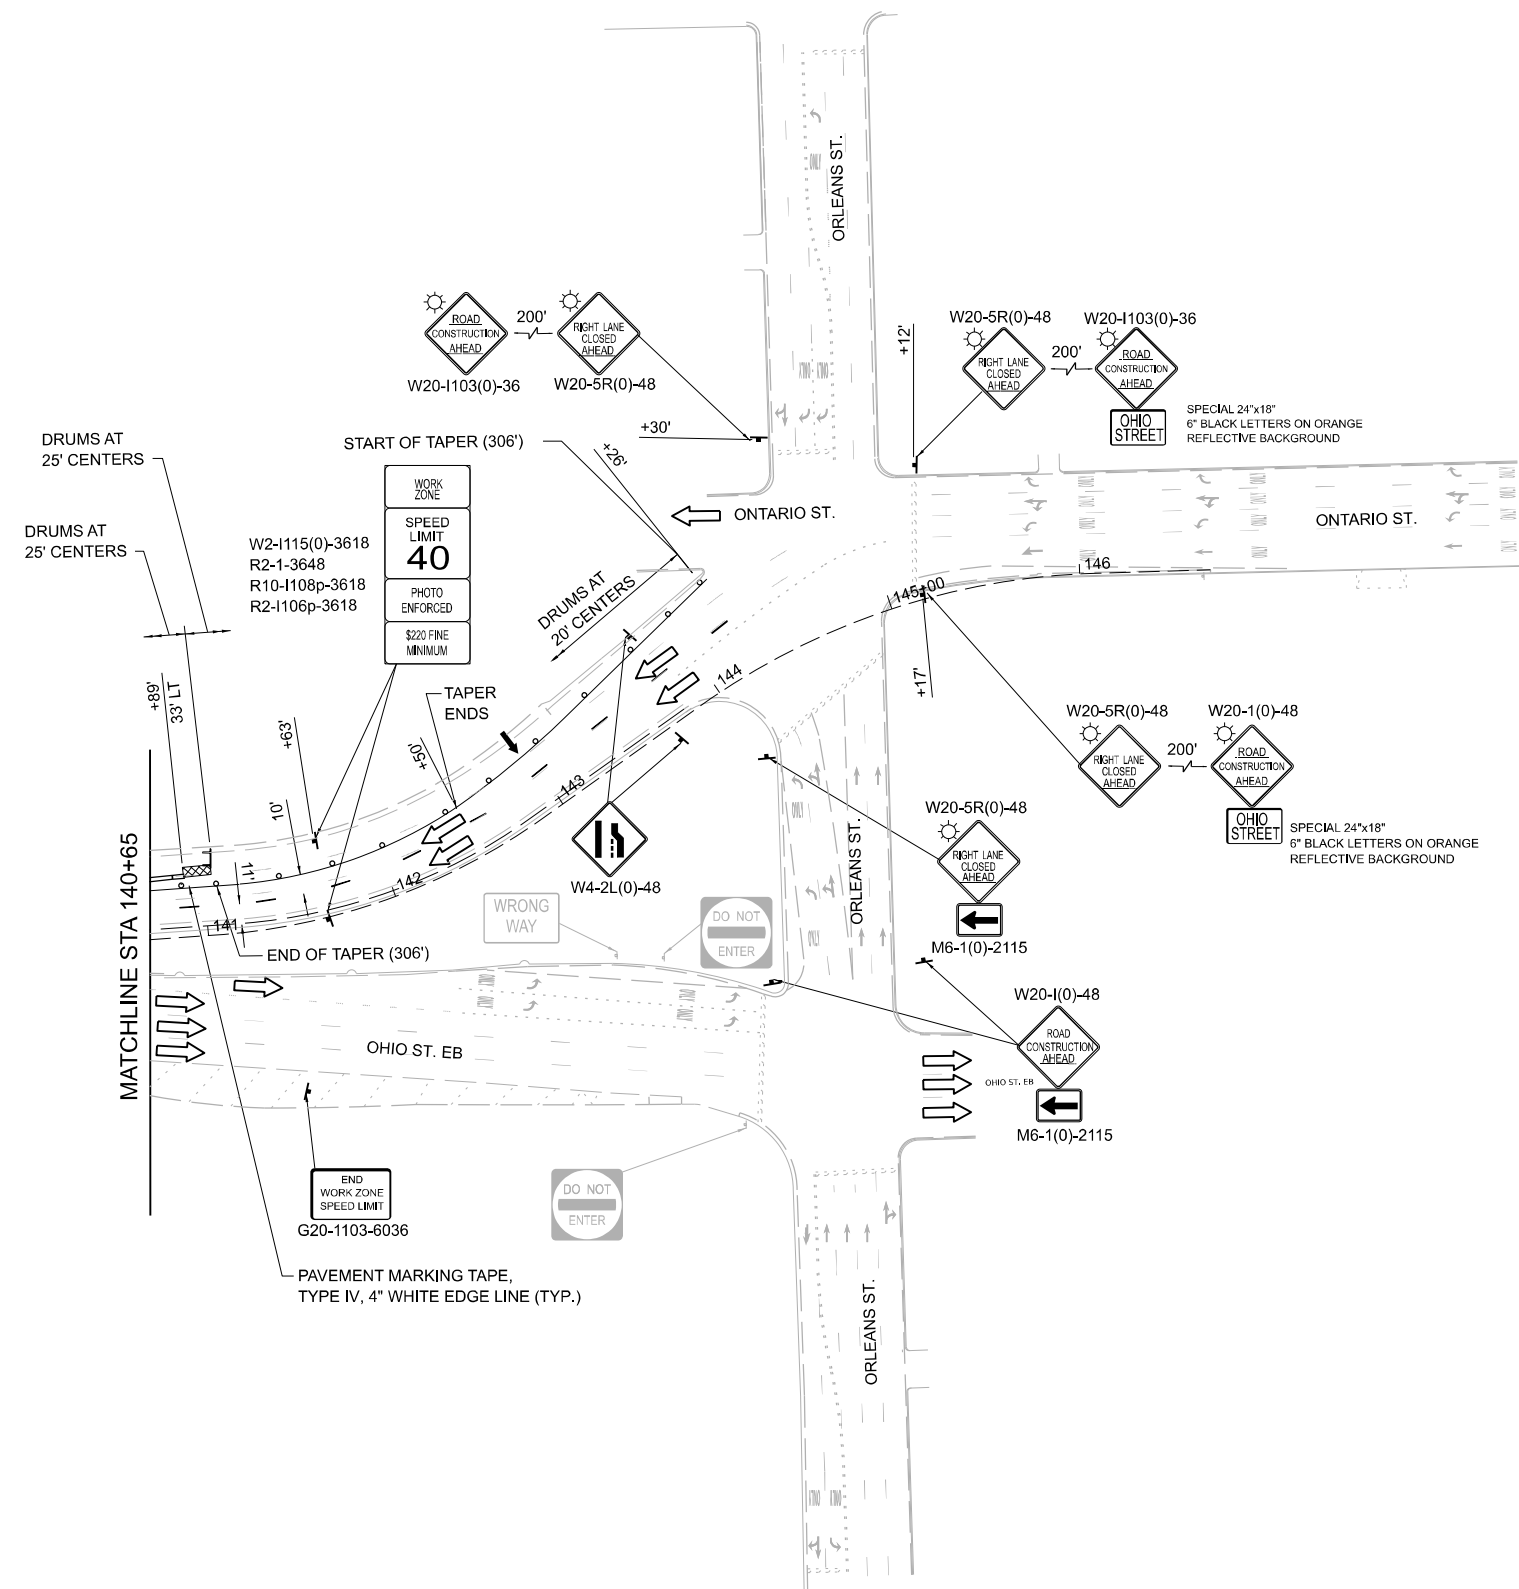 ORLEANS ST.
ONLY
ROAD
CONSTRUCTION
AHEAD
200'
RIGHT LANE
CLOSED
AHEAD
W20-I103(0)-36
W20-5R(0)-48
+30'
+12'
W20-5R(0)-48
W20-I103(0)-36
RIGHT LANE
CLOSED
AHEAD
200'
ROAD
CONSTRUCTION
AHEAD
OHIO
STREET
SPECIAL 24"x18"
6" BLACK LETTERS ON ORANGE
REFLECTIVE BACKGROUND
DRUMS AT
25' CENTERS
DRUMS AT
25' CENTERS
START OF TAPER (306')
+26'
WORK
ZONE
SPEED
LIMIT
40
PHOTO
ENFORCED
$220 FINE
MINIMUM
W2-I115(0)-3618
R2-1-3648
R10-I108p-3618
R2-I106p-3618
ONTARIO ST.
ONTARIO ST.
DRUMS AT
20' CENTERS
146
145+00
144
143
142
141
+17'
+89'
33' LT
+63'
10'
11'
+50'
TAPER
ENDS
W4-2L(0)-48
END OF TAPER (306')
MATCHLINE STA 140+65
W20-5R(0)-48
W20-1(0)-48
RIGHT LANE
CLOSED
AHEAD
200'
ROAD
CONSTRUCTION
AHEAD
OHIO
STREET
SPECIAL 24"x18"
6" BLACK LETTERS ON ORANGE
REFLECTIVE BACKGROUND
W20-5R(0)-48
RIGHT LANE
CLOSED
AHEAD
M6-1(0)-2115
ORLEANS ST.
ONLY
ONLY
WRONG
WAY
DO NOT
ENTER
W20-I(0)-48
ROAD
CONSTRUCTION
AHEAD
M6-1(0)-2115
OHIO ST. EB
OHIO ST. EB
END
WORK ZONE
SPEED LIMIT
G20-1103-6036
DO NOT
ENTER
PAVEMENT MARKING TAPE,
TYPE IV, 4" WHITE EDGE LINE (TYP.)
ORLEANS ST.